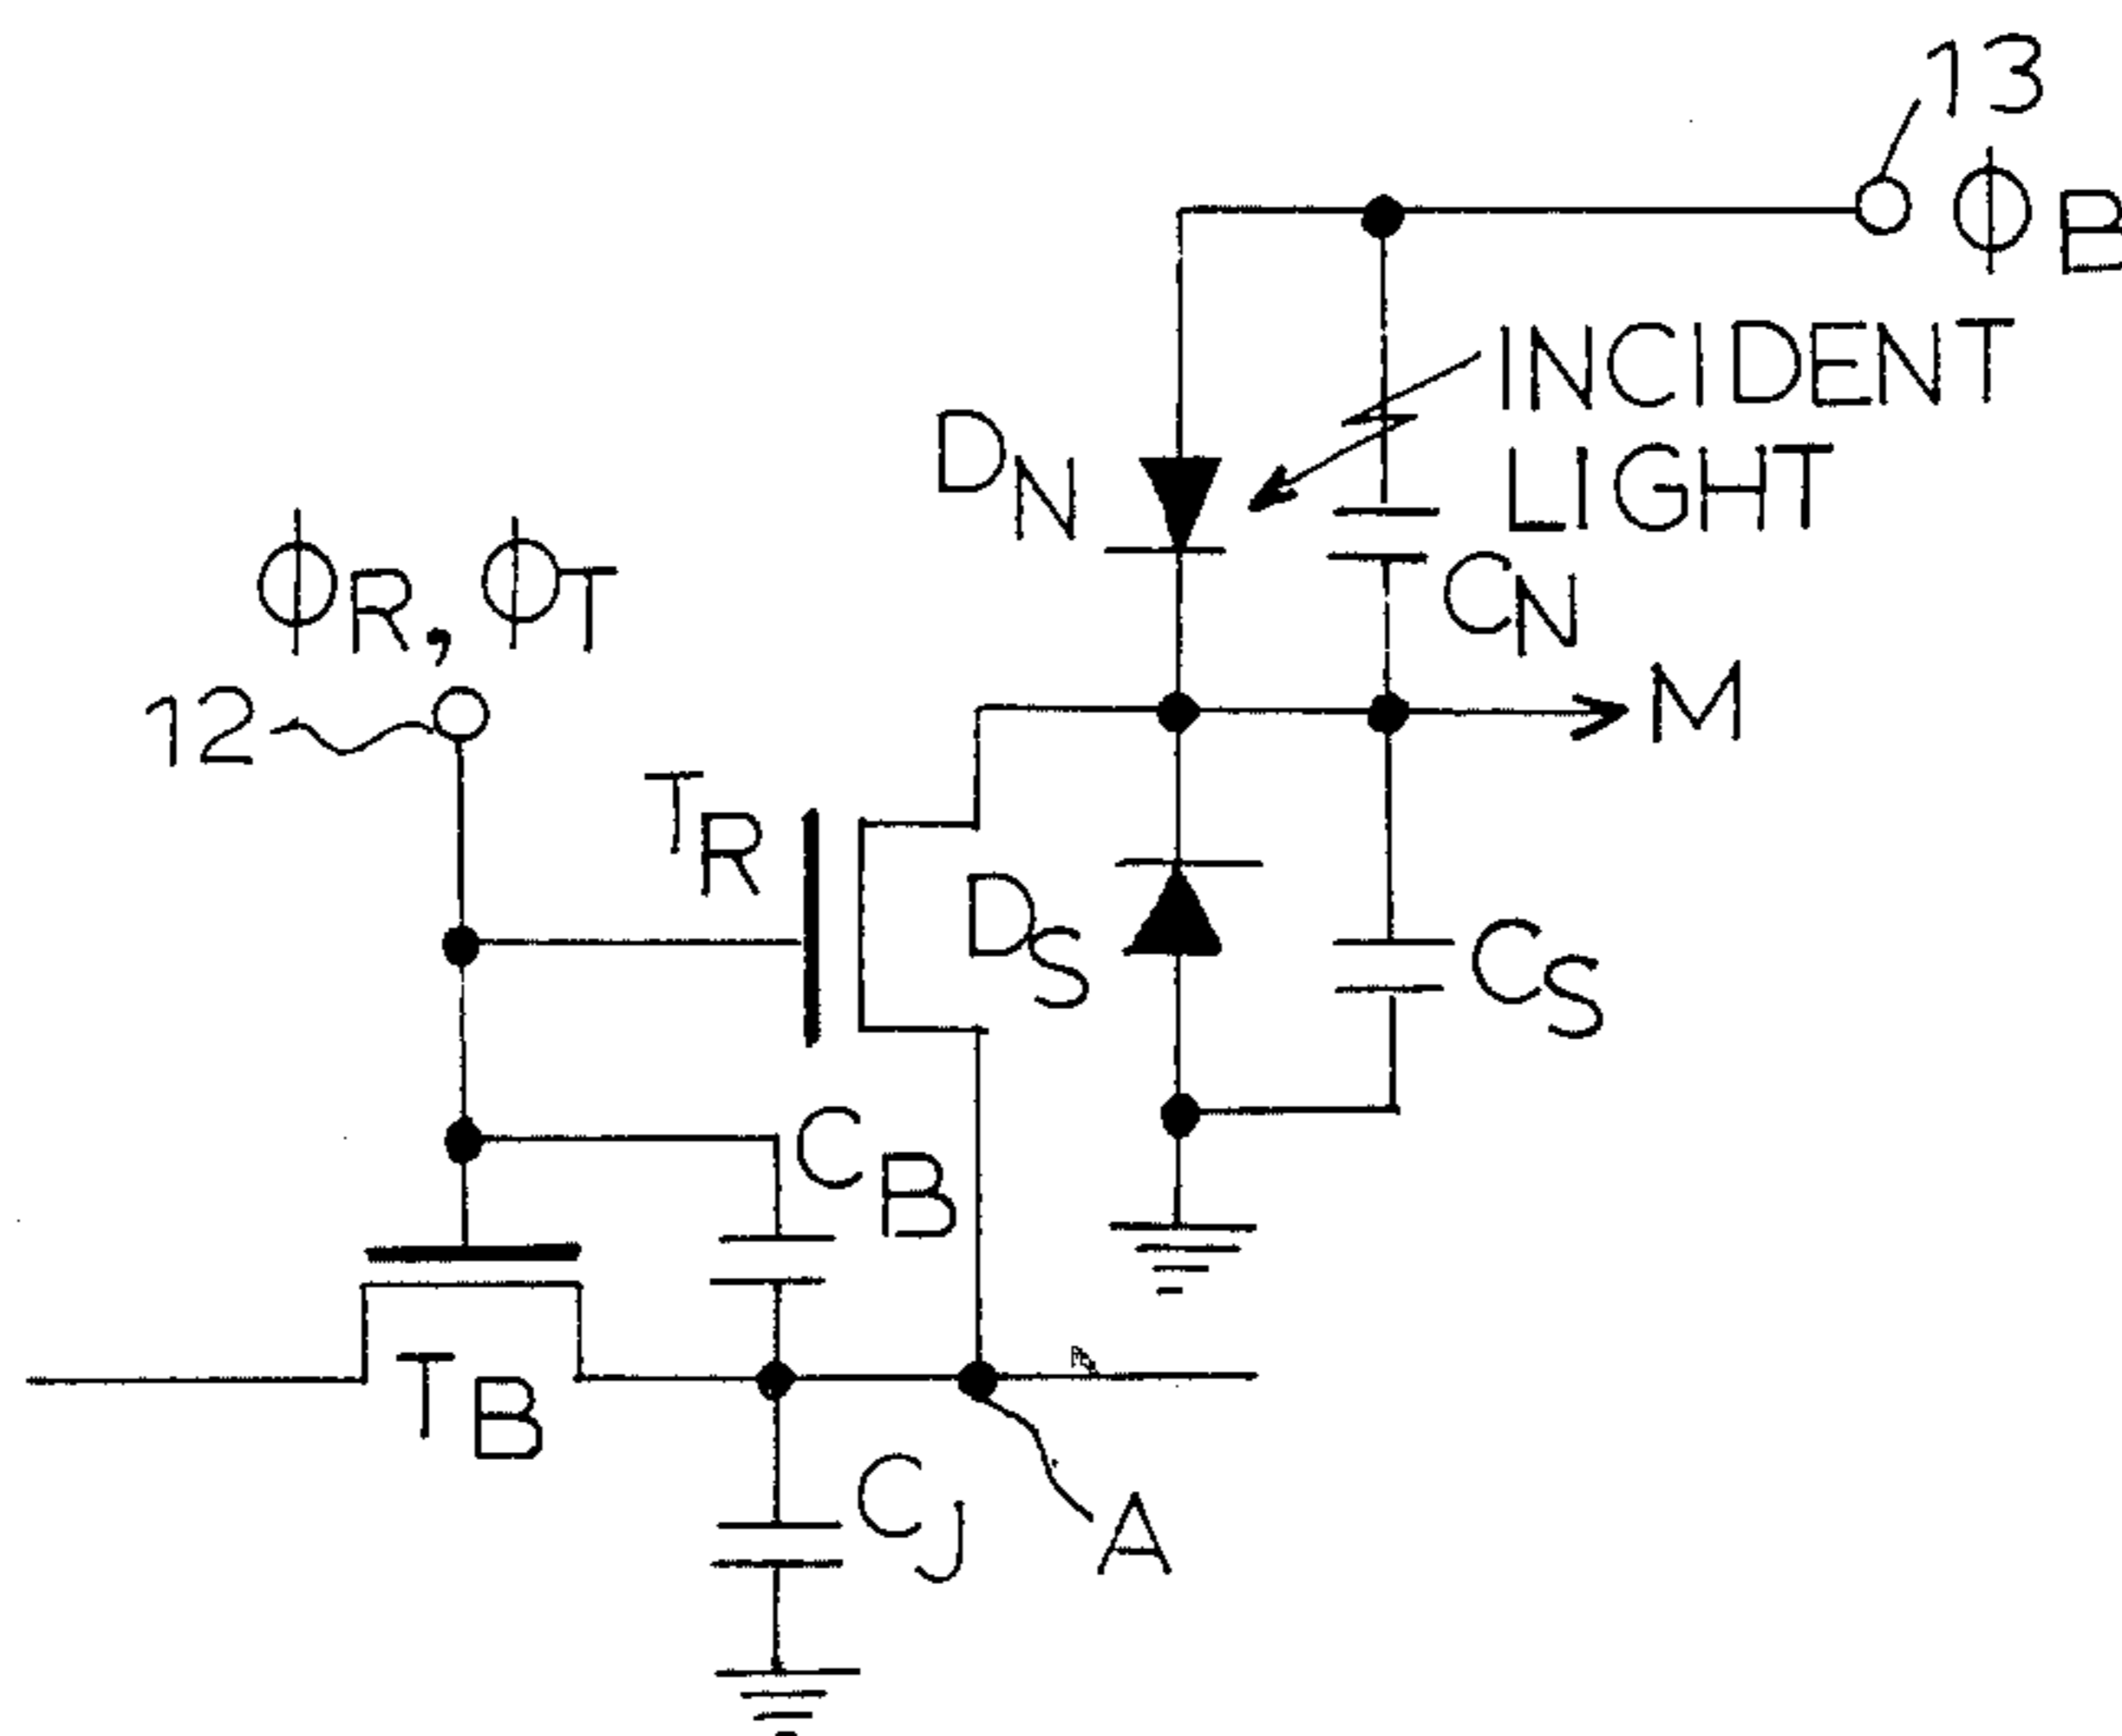 13
ϕB
INCIDENT
LIGHT
DN
CN
ϕR, ϕT
12
M
TR
DS
CS
CB
TB
CJ
A